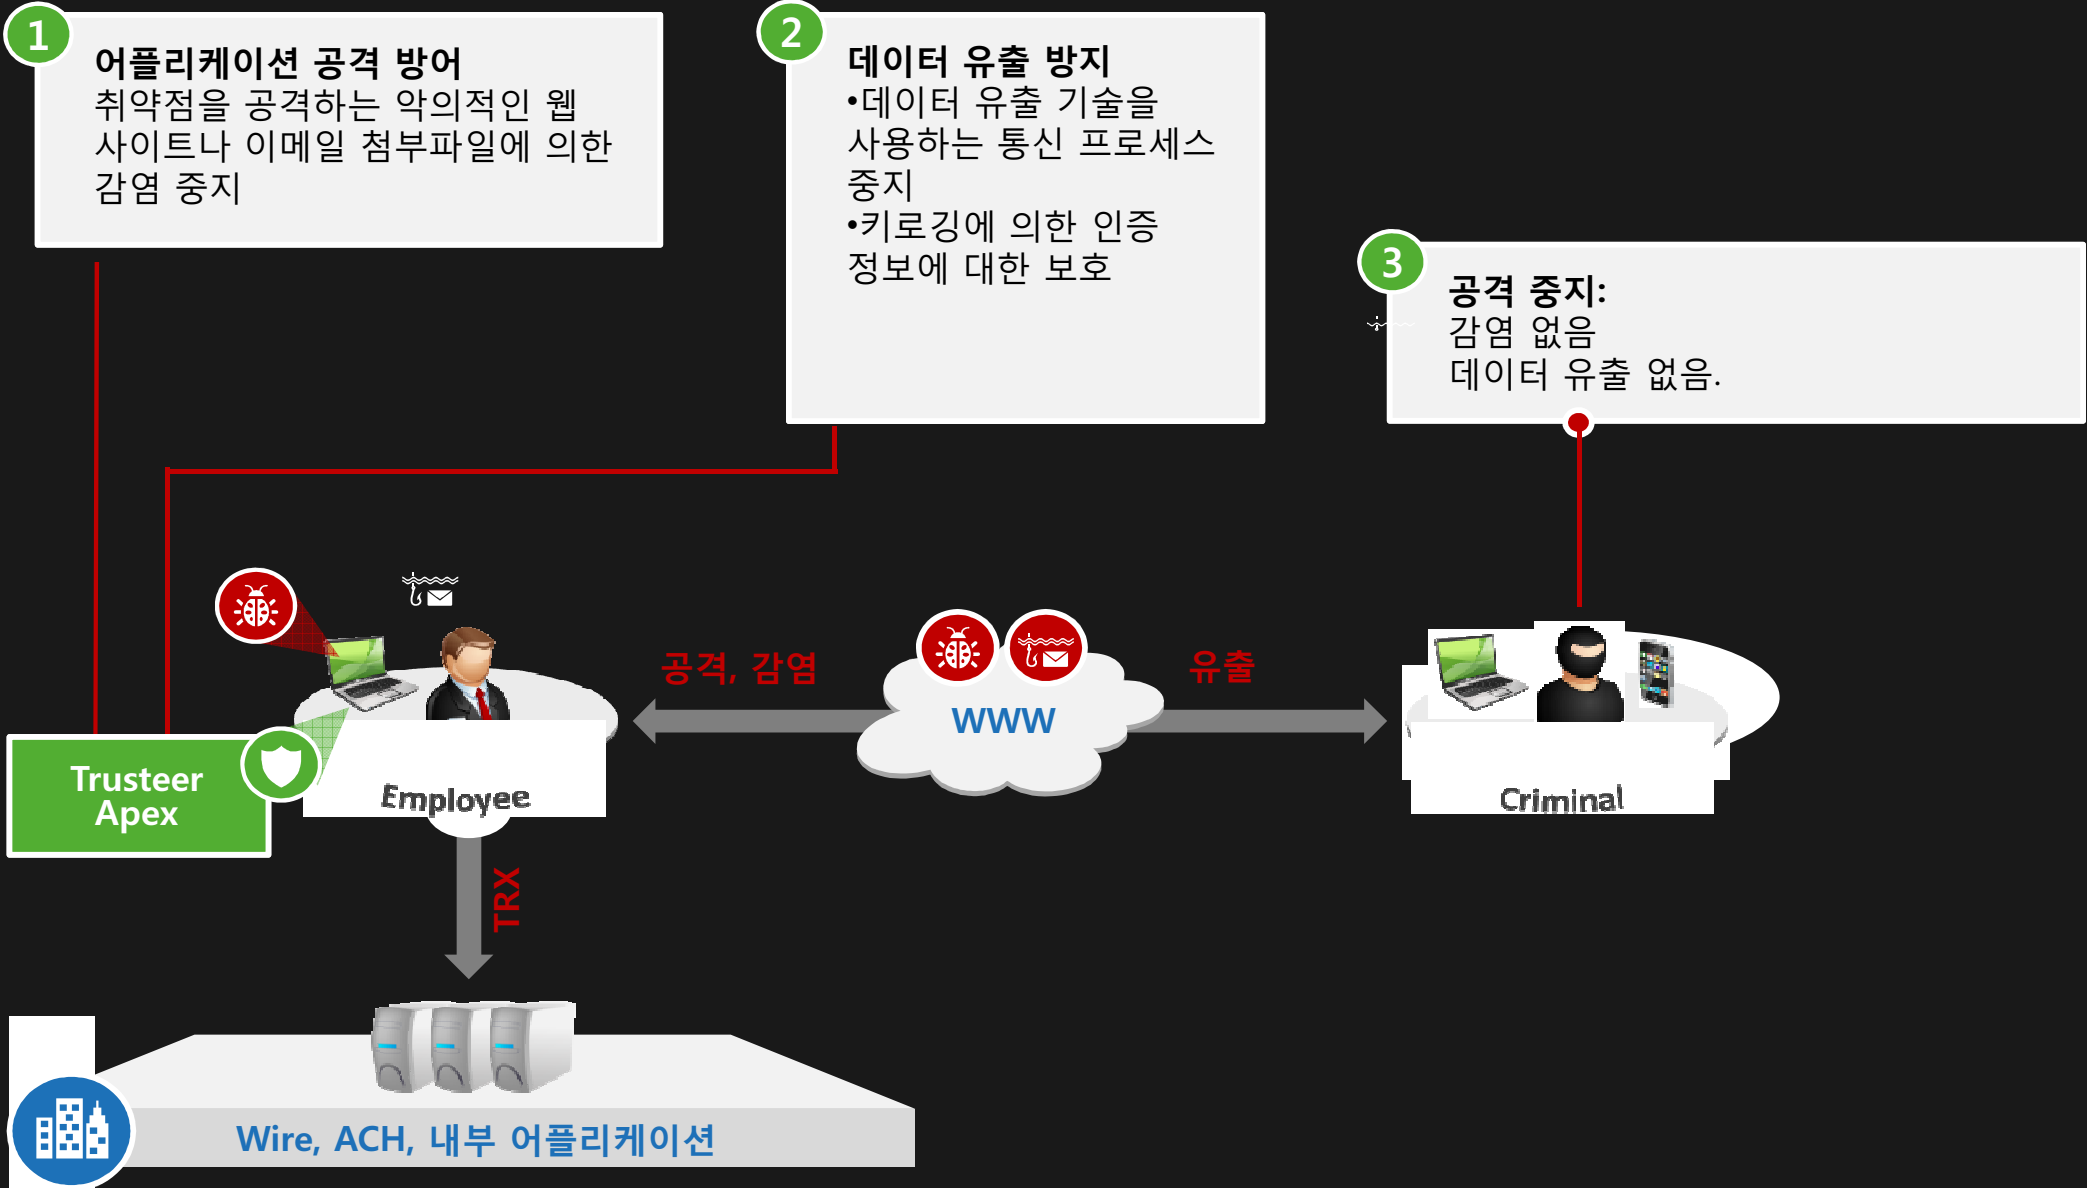 1
어플리케이션 공격 방어
취약점을 공격하는 악의적인 웹
사이트나 이메일 첨부파일에 의한
감염 중지
2
데이터 유출 방지
•데이터 유출 기술을
사용하는 통신 프로세스
중지
•키로깅에 의한 인증
정보에 대한 보호
3
공격 중지:
감염 없음
데이터 유출 없음.
공격, 감염
유출
WWW
Trusteer
Apex
Employee
Criminal
TRX
Wire, ACH, 내부 어플리케이션